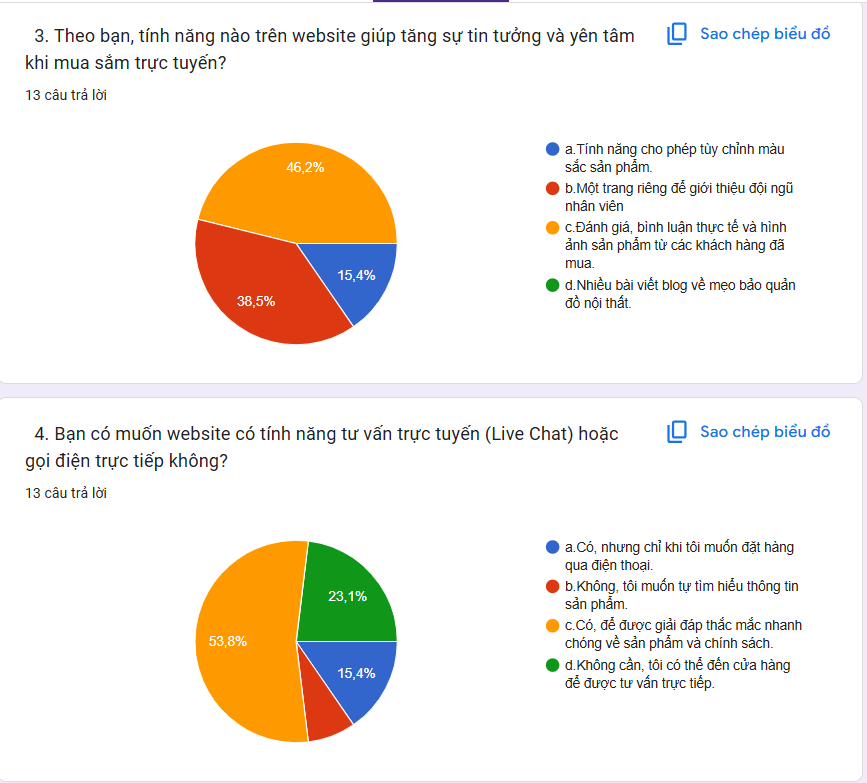 3. Theo bạn, tính năng nào trên website giúp tăng sự tin tưởng và yên tâm
khi mua sắm trực tuyến?
Sao chép biểu đồ
13 câu trả lời
46,2%
15,4%
38,5%
a.Tính năng cho phép tùy chỉnh màu
sắc sản phẩm.
b.Một trang riêng để giới thiệu đội ngũ
nhân viên
c.Đánh giá, bình luận thực tế và hình
ảnh sản phẩm từ các khách hàng đã
mua.
d.Nhiều bài viết blog về mẹo bảo quản
đồ nội thất.
4. Bạn có muốn website có tính năng tư vấn trực tuyến (Live Chat) hoặc
gọi điện trực tiếp không?
Sao chép biểu đồ
13 câu trả lời
23,1%
53,8%
15,4%
a.Có, nhưng chỉ khi tôi muốn đặt hàng
qua điện thoại.
b.Không, tôi muốn tự tìm hiểu thông tin
sản phẩm.
c.Có, để được giải đáp thắc mắc nhanh
chóng về sản phẩm và chính sách.
d.Không cần, tôi có thể đến cửa hàng
để được tư vấn trực tiếp.